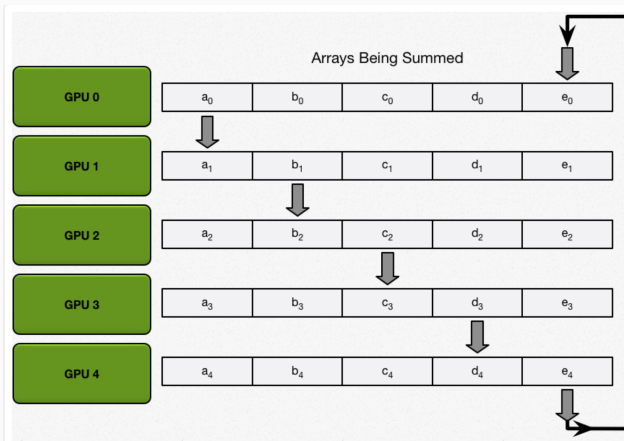 Arrays Being Summed
GPU 0 a₀ b₀ c₀ d₀ e₀
GPU 1 a₁ b₁ c₁ d₁ e₁
GPU 2 a₂ b₂ c₂ d₂ e₂
GPU 3 a₃ b₃ c₃ d₃ e₃
GPU 4 a₄ b₄ c₄ d₄ e₄